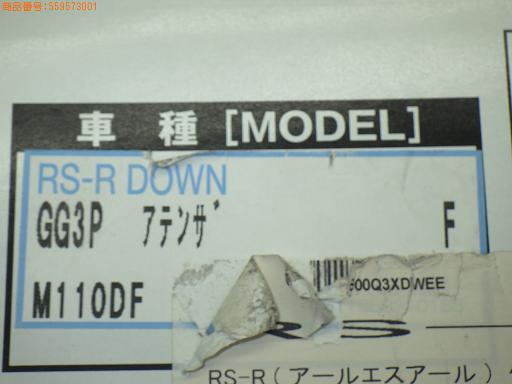 商品番号:559573001
車 種 [MODEL]
RS-R DOWN
GG3P アテンザ F
M110DF
600Q3XDWEE
RS-R(アールエスアール)